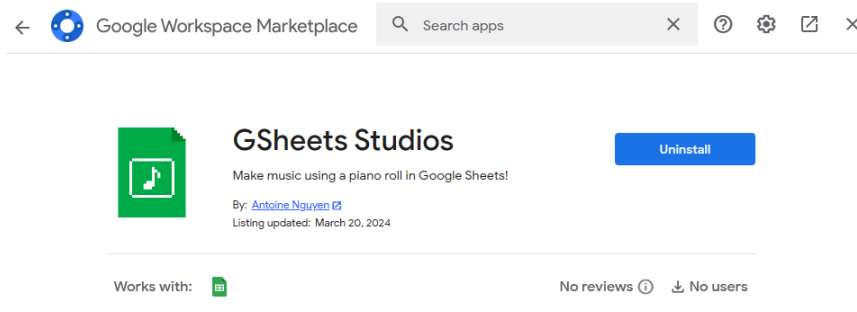 Google Workspace Marketplace
Search apps
GSheets Studios
Uninstall
Make music using a piano roll in Google Sheets!
By: Antoine Nguyen
Listing updated: March 20, 2024
Works with:
No reviews
No users